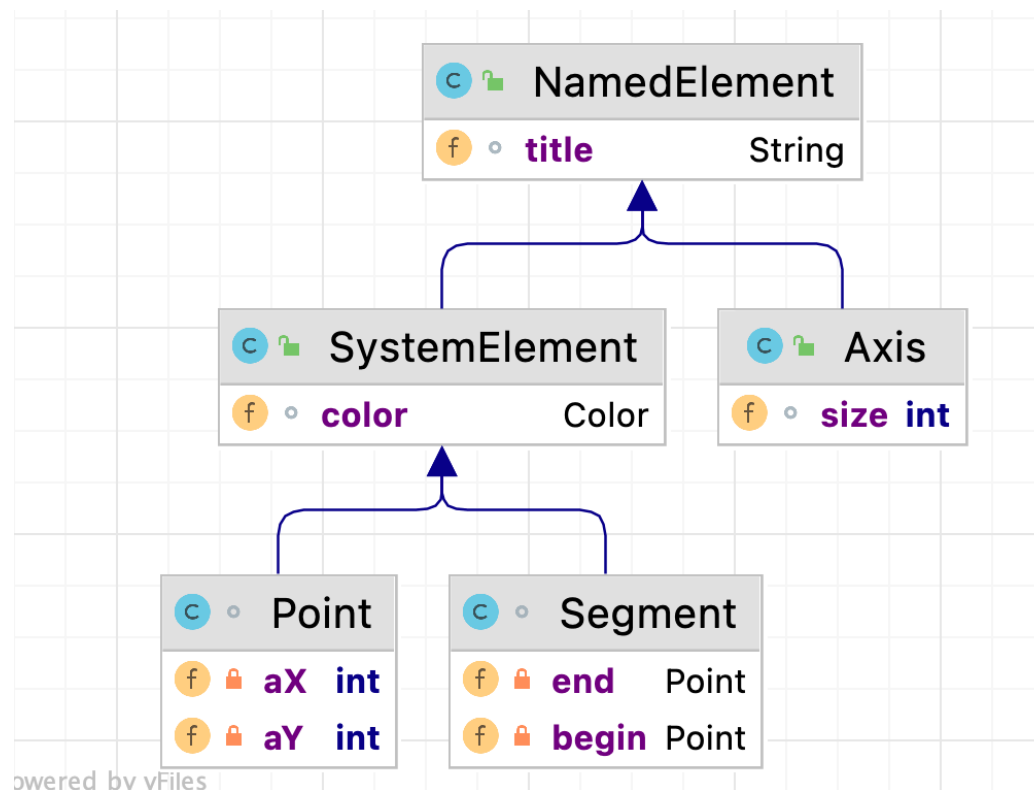 NamedElement
title String
SystemElement
color Color
Axis
size int
Point
aX int
aY int
Segment
end Point
begin Point
owered by yFiles